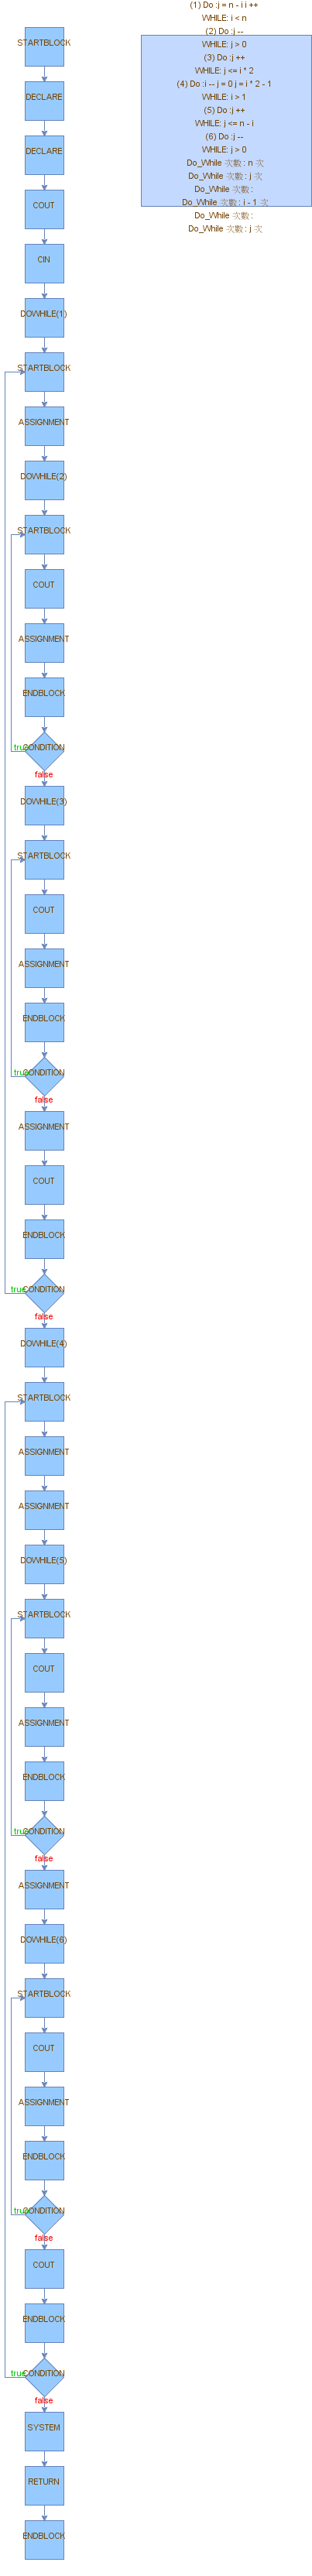 (1) Do :j = n - i i ++
WHILE: i < n
(2) Do :j --
WHILE: j > 0
(3) Do :j ++
WHILE: j <= i * 2
(4) Do :i -- j = 0 j = i * 2 - 1
WHILE: i > 1
(5) Do :j ++
WHILE: j <= n - i
(6) Do :j --
WHILE: j > 0
Do_While 次數 : n 次
Do_While 次數 : j 次
Do_While 次數 :
Do_While 次數 : i - 1 次
Do_While 次數 :
Do_While 次數 : j 次
STARTBLOCK
DECLARE
DECLARE
COUT
CIN
DOWHILE(1)
STARTBLOCK
ASSIGNMENT
DOWHILE(2)
STARTBLOCK
COUT
ASSIGNMENT
ENDBLOCK
true CONDITION
false
DOWHILE(3)
STARTBLOCK
COUT
ASSIGNMENT
ENDBLOCK
true CONDITION
false
ASSIGNMENT
COUT
ENDBLOCK
true CONDITION
false
DOWHILE(4)
STARTBLOCK
ASSIGNMENT
ASSIGNMENT
DOWHILE(5)
STARTBLOCK
COUT
ASSIGNMENT
ENDBLOCK
true CONDITION
false
ASSIGNMENT
DOWHILE(6)
STARTBLOCK
COUT
ASSIGNMENT
ENDBLOCK
true CONDITION
false
COUT
ENDBLOCK
true CONDITION
false
SYSTEM
RETURN
ENDBLOCK